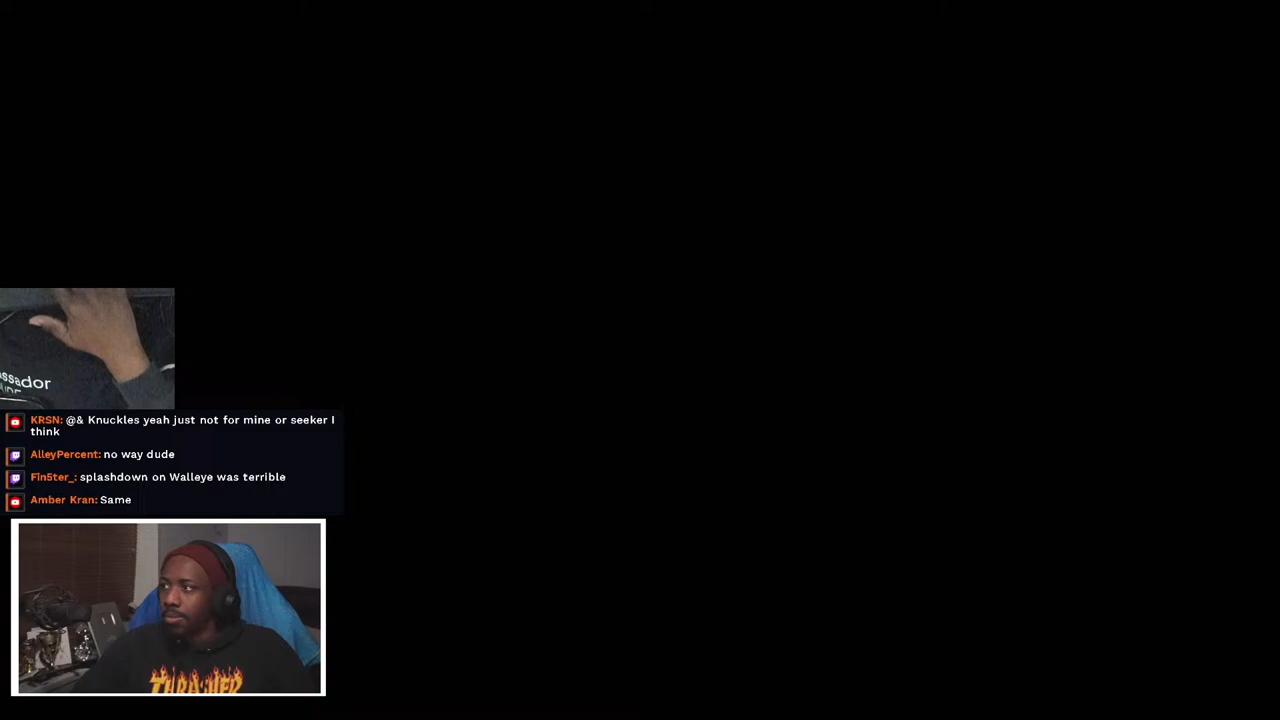 ssador
KRSN: @& Knuckles yeah just not for mine or seeker I
think
AlleyPercent: no way dude
Fin5ter_: splashdown on Walleye was terrible
Amber Kran: Same
THRASHER